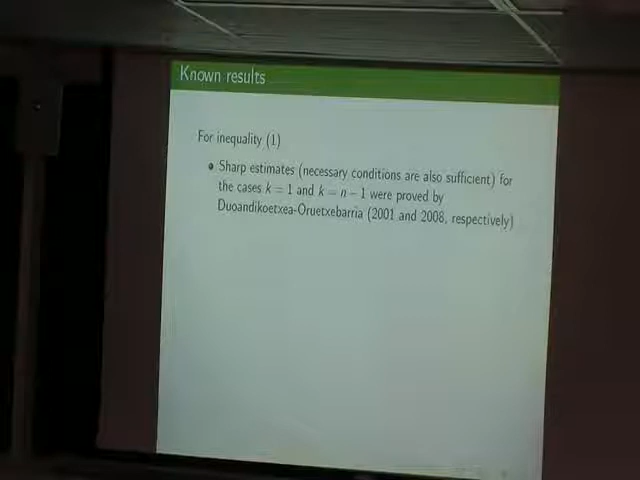 Known results
For inequality (1)
• Sharp estimates (necessary conditions are also sufficient) for
the cases k = 1 and k = n − 1 were proved by
Duoandikoetxea-Oruetxebarria (2001 and 2008, respectively)